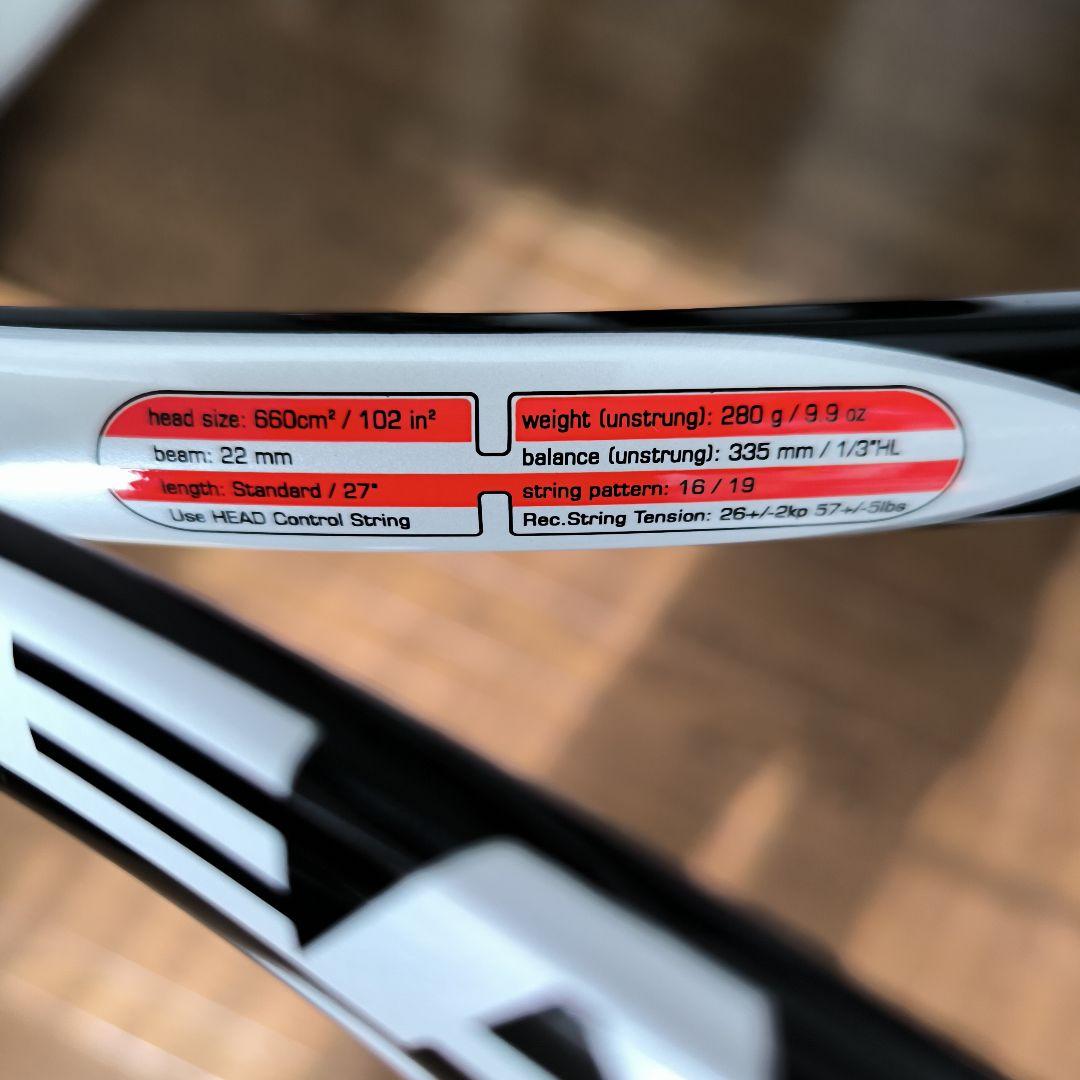 head size: 660cm² / 102 in²
beam: 22 mm
length: Standard / 27"
Use HEAD Control String
weight (unstrung): 280 g / 9.9 oz
balance (unstrung): 335 mm / 1/3"HL
string pattern: 16 / 19
Rec.String Tension: 26+/-2kp 57+/-5lbs